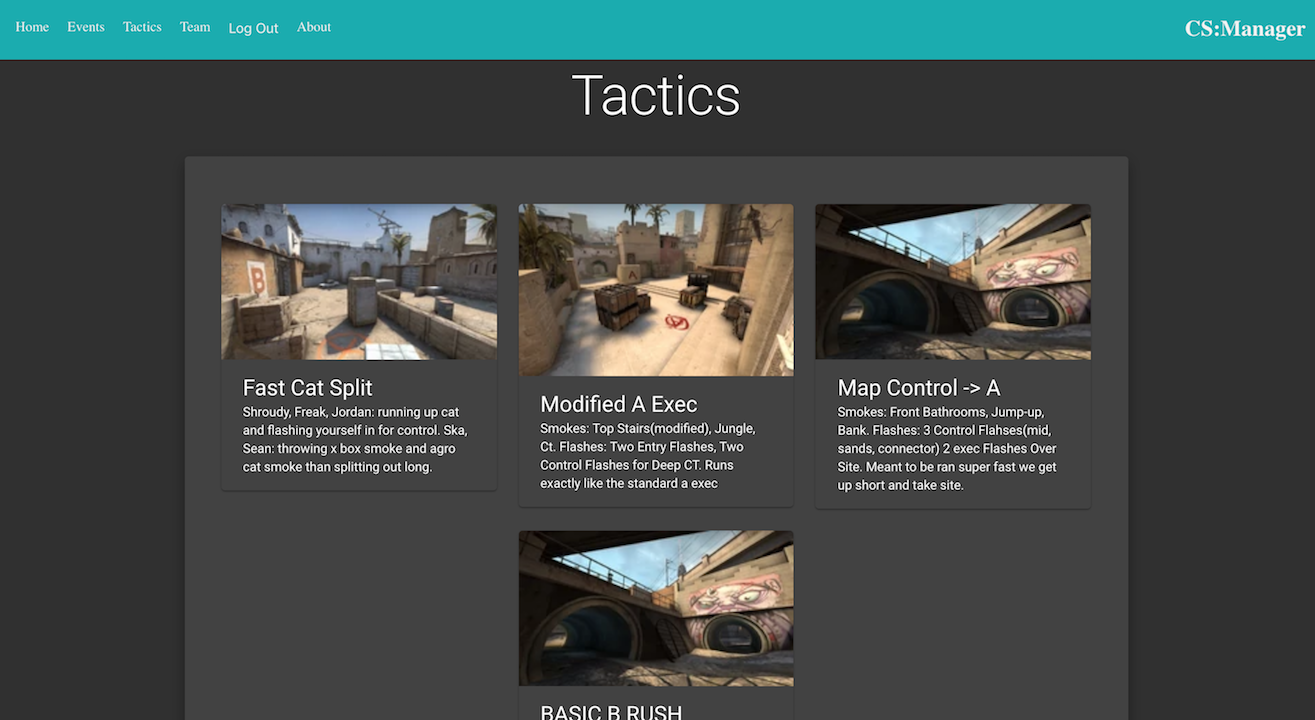 Home Events Tactics Team Log Out About CS:Manager
Tactics
B
A
Fast Cat Split
Shroudy, Freak, Jordan: running up cat
and flashing yourself in for control. Ska,
Sean: throwing x box smoke and agro
cat smoke than splitting out long.
Modified A Exec
Smokes: Top Stairs(modified), Jungle,
Ct. Flashes: Two Entry Flashes, Two
Control Flashes for Deep CT. Runs
exactly like the standard a exec
Map Control -> A
Smokes: Front Bathrooms, Jump-up,
Bank. Flashes: 3 Control Flahses(mid,
sands, connector) 2 exec Flashes Over
Site. Meant to be ran super fast we get
up short and take site.
BASIC B RUSH